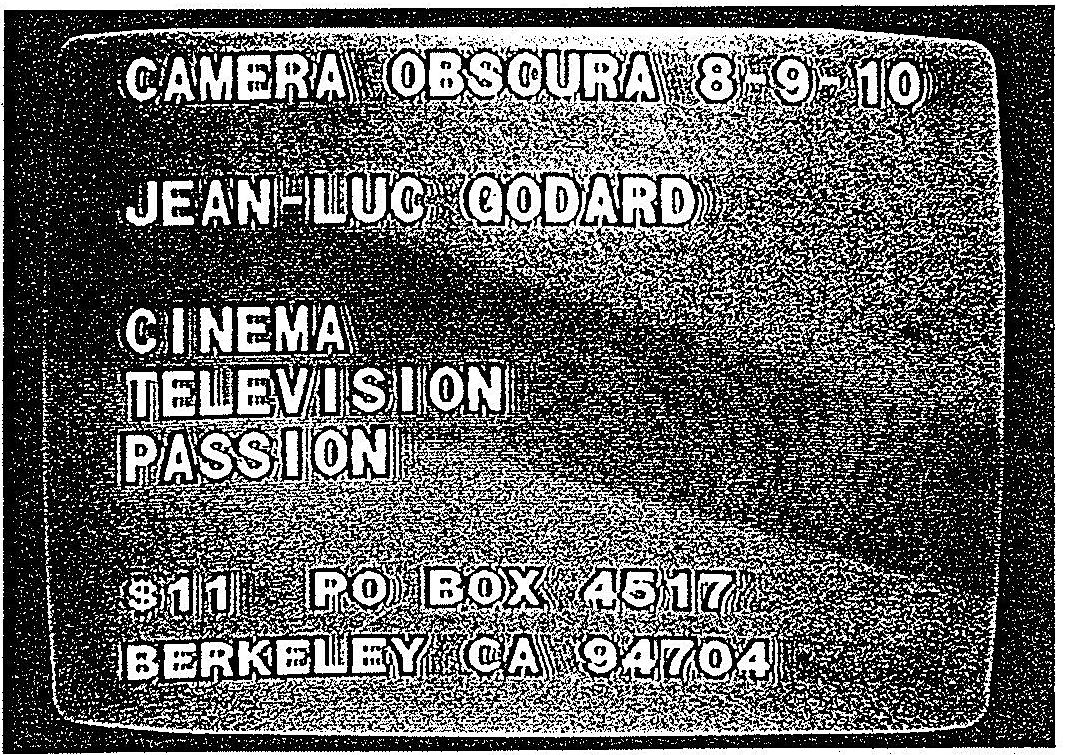 CAMERA OBSCURA 8-9-10
JEAN-LUC GODARD
CINEMA
TELEVISION
PASSION
$11 PO BOX 4517
BERKELEY CA 94704